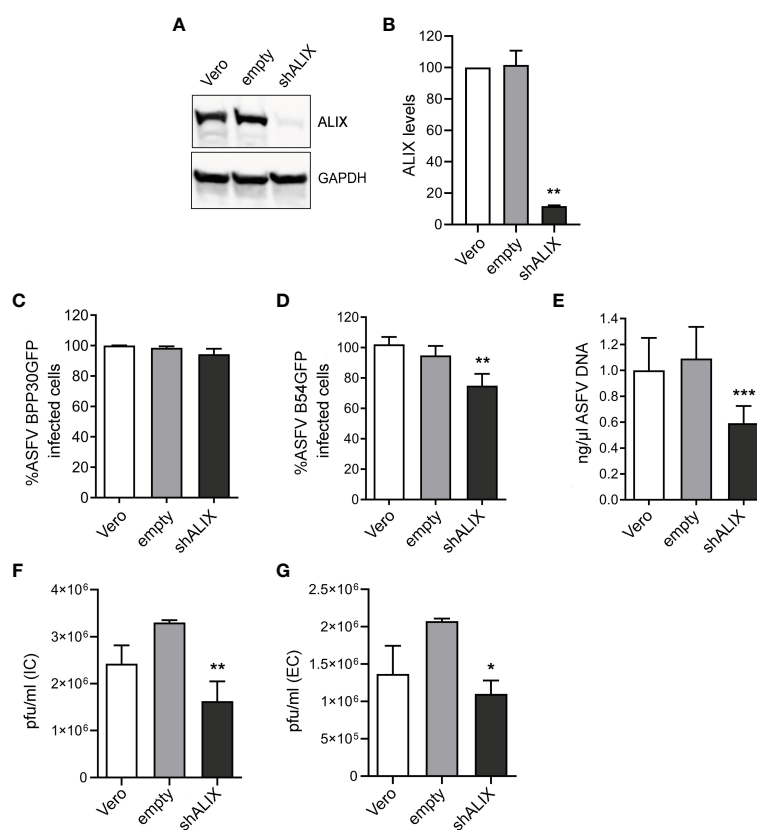 A
Vero
empty
shALIX
ALIX
GAPDH
B
ALIX levels
120
100
80
60
40
20
0
**
Vero
empty
shALIX
C
%ASFV BPP30GFP
infected cells
120
100
80
60
40
20
0
Vero
empty
shALIX
D
%ASFV B54GFP
infected cells
120
100
80
60
40
20
0
**
Vero
empty
shALIX
E
ng/µl ASFV DNA
1.4
1.2
1.0
0.8
0.6
0.4
0.2
0.0
***
Vero
empty
shALIX
F
pfu/ml (IC)
4×10⁶
3×10⁶
2×10⁶
1×10⁶
0
**
Vero
empty
shALIX
G
pfu/ml (EC)
2.5×10⁶
2×10⁶
1.5×10⁶
1×10⁶
5×10⁵
0
*
Vero
empty
shALIX